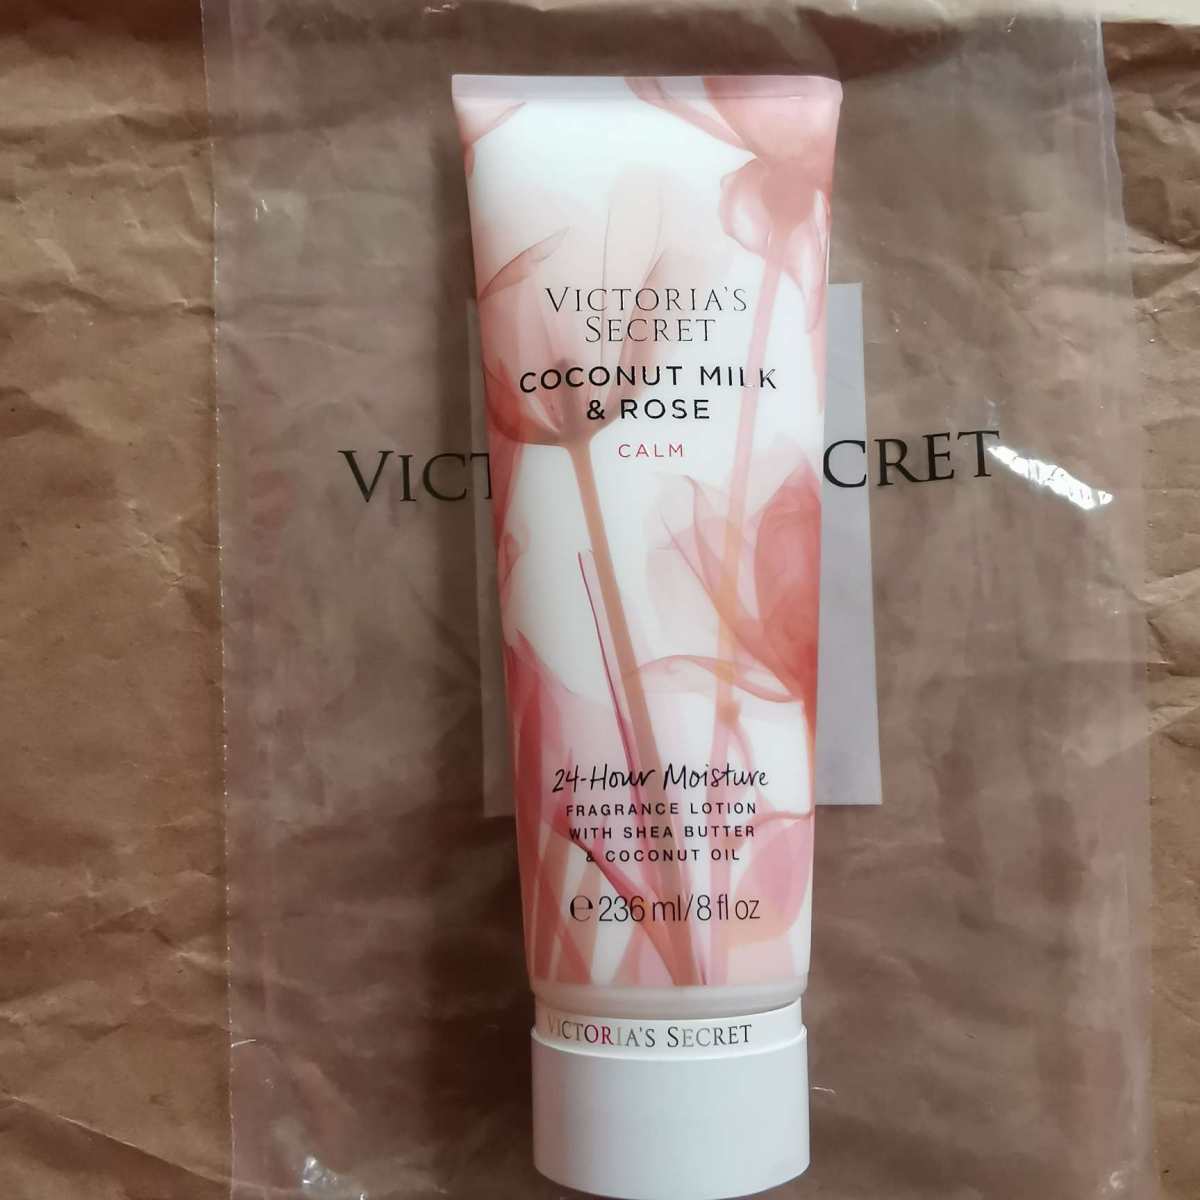 VICTORIA'S
SECRET
COCONUT MILK
& ROSE
CALM
VICT CRET
24-Hour Moisture
FRAGRANCE LOTION
WITH SHEA BUTTER
& COCONUT OIL
℮ 236 ml/8 fl oz
VICTORIA'S SECRET